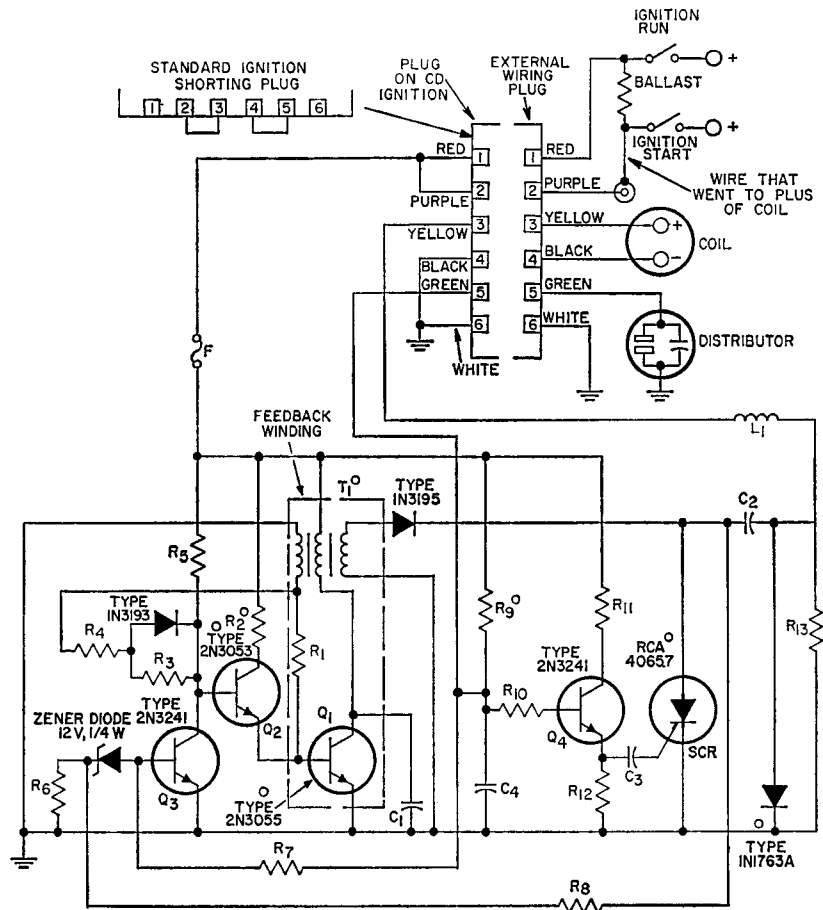 IGNITION
RUN
STANDARD IGNITION
SHORTING PLUG
PLUG
ON CD
IGNITION
EXTERNAL
WIRING
PLUG
+
BALLAST
1 2 3 4 5 6
+
IGNITION
START
RED
1
1
RED
WIRE THAT
WENT TO PLUS
OF COIL
PURPLE
2
2
PURPLE
YELLOW
3
3
YELLOW
+
COIL
BLACK
4
4
BLACK
-
GREEN
5
5
GREEN
6
6
WHITE
WHITE
DISTRIBUTOR
F
FEEDBACK
WINDING
L1
T1°
TYPE
1N3195
C2
R5
TYPE
1N3193
R2°
R9°
R11
R13
R4
°
TYPE
2N3053
R1
TYPE
2N3241
RCA°
40657
R3
TYPE
2N3241
R10
ZENER DIODE
12V, 1/4 W
Q2
Q1
Q4
C3
SCR
R6
Q3
°
TYPE
2N3055
C1
C4
R12
°
TYPE
1N1763A
R7
R8